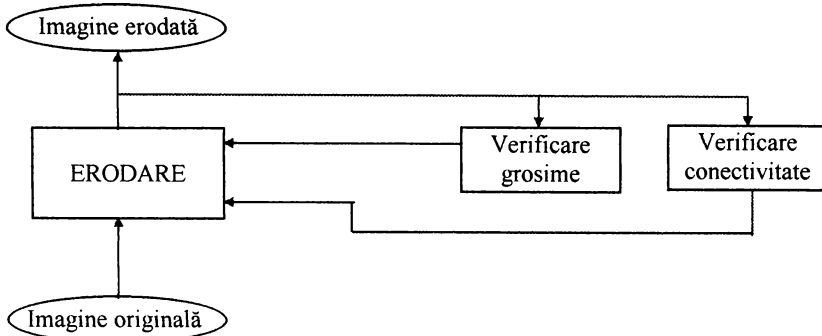 Imagine erodată
ERODARE
Verificare
grosime
Verificare
conectivitate
Imagine originală